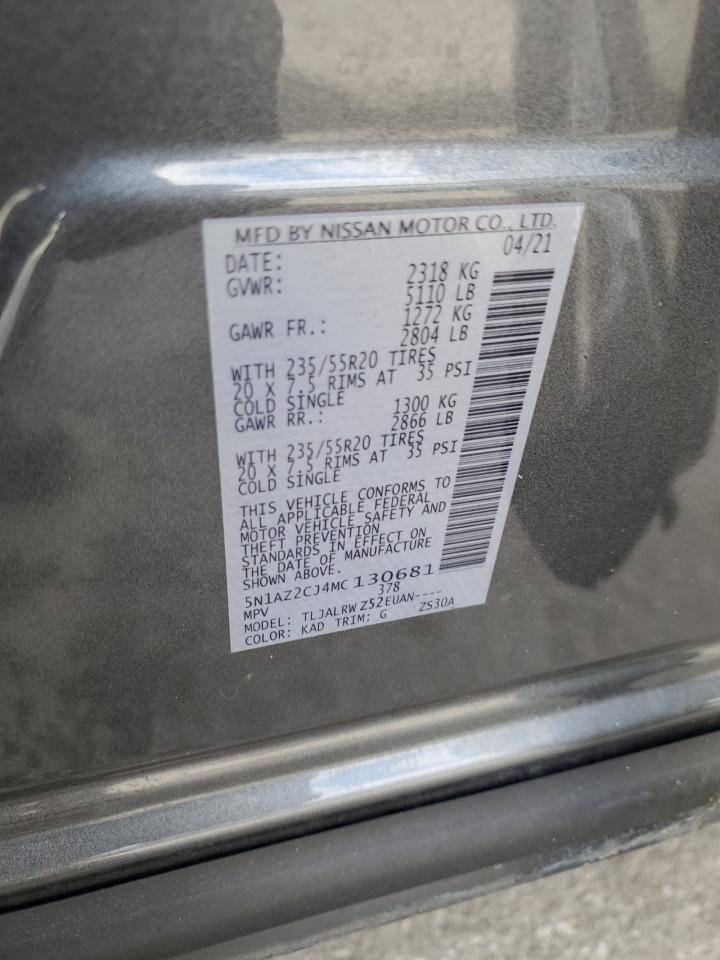 MFD BY NISSAN MOTOR CO., LTD.
DATE: 04/21
GVWR: 2318 KG
5110 LB
GAWR FR.: 1272 KG
2804 LB
WITH 235/55R20 TIRES
20 X 7.5 RIMS AT 35 PSI
COLD SINGLE
GAWR RR.: 1300 KG
2866 LB
WITH 235/55R20 TIRES
20 X 7.5 RIMS AT 35 PSI
COLD SINGLE
THIS VEHICLE CONFORMS TO
ALL APPLICABLE FEDERAL
MOTOR VEHICLE SAFETY AND
THEFT PREVENTION
STANDARDS IN EFFECT ON
THE DATE OF MANUFACTURE
SHOWN ABOVE.
5N1AZ2CJ4MC130681
MPV 378
MODEL: TLJALRW Z52EUAN----
COLOR: KAD TRIM: G ZS30A